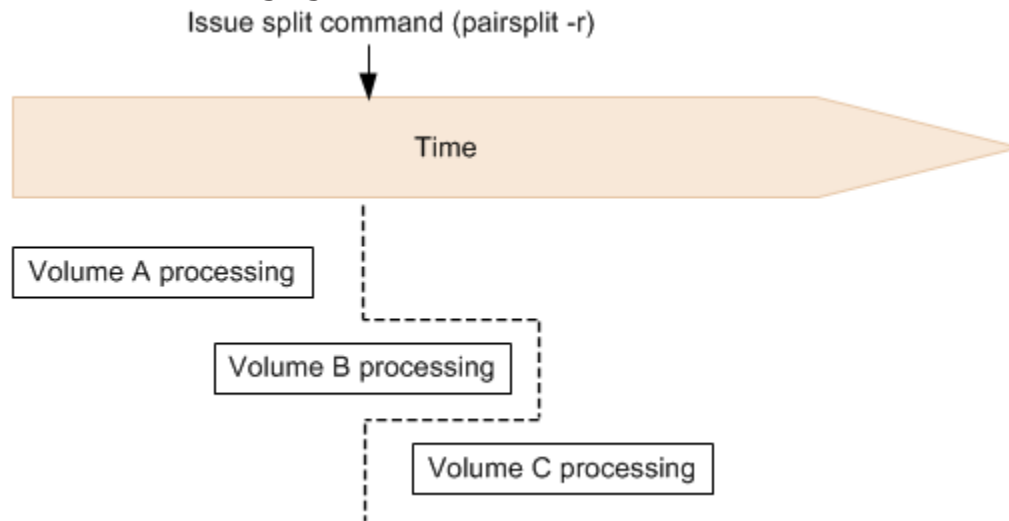 Issue split command (pairsplit -r)
Time
Volume A processing
Volume B processing
Volume C processing